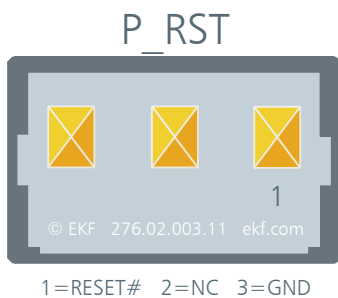 P_RST
1
© EKF 276.02.003.11 ekf.com
1=RESET# 2=NC 3=GND